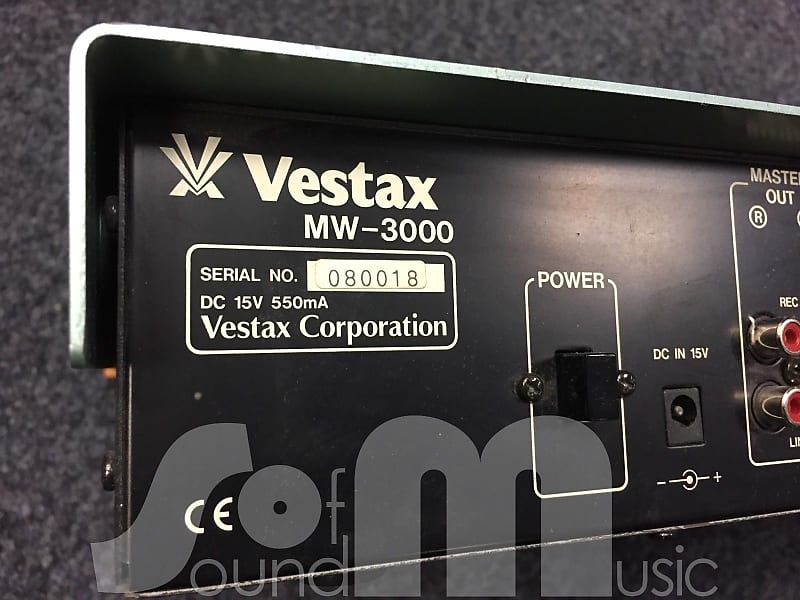 Vestax
MW-3000
SERIAL NO. 080018
DC 15V 550mA
Vestax Corporation
POWER
DC IN 15V
- +
MASTER
OUT
R
REC
CE
Sound of Music